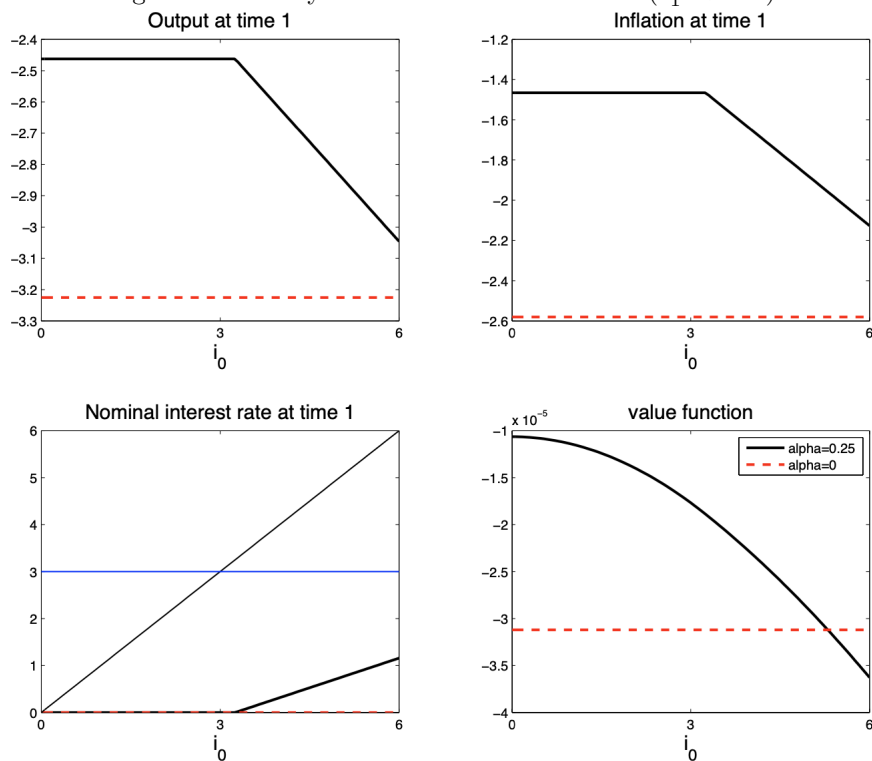 Output at time 1
-2.4
-2.5
-2.6
-2.7
-2.8
-2.9
-3
-3.1
-3.2
-3.3
0 3 6
i_0
Inflation at time 1
-1.2
-1.4
-1.6
-1.8
-2
-2.2
-2.4
-2.6
0 3 6
i_0
Nominal interest rate at time 1
6
5
4
3
2
1
0
0 3 6
i_0
value function
x 10^-5
-1
-1.5
-2
-2.5
-3
-3.5
-4
0 3 6
i_0
alpha=0.25
alpha=0